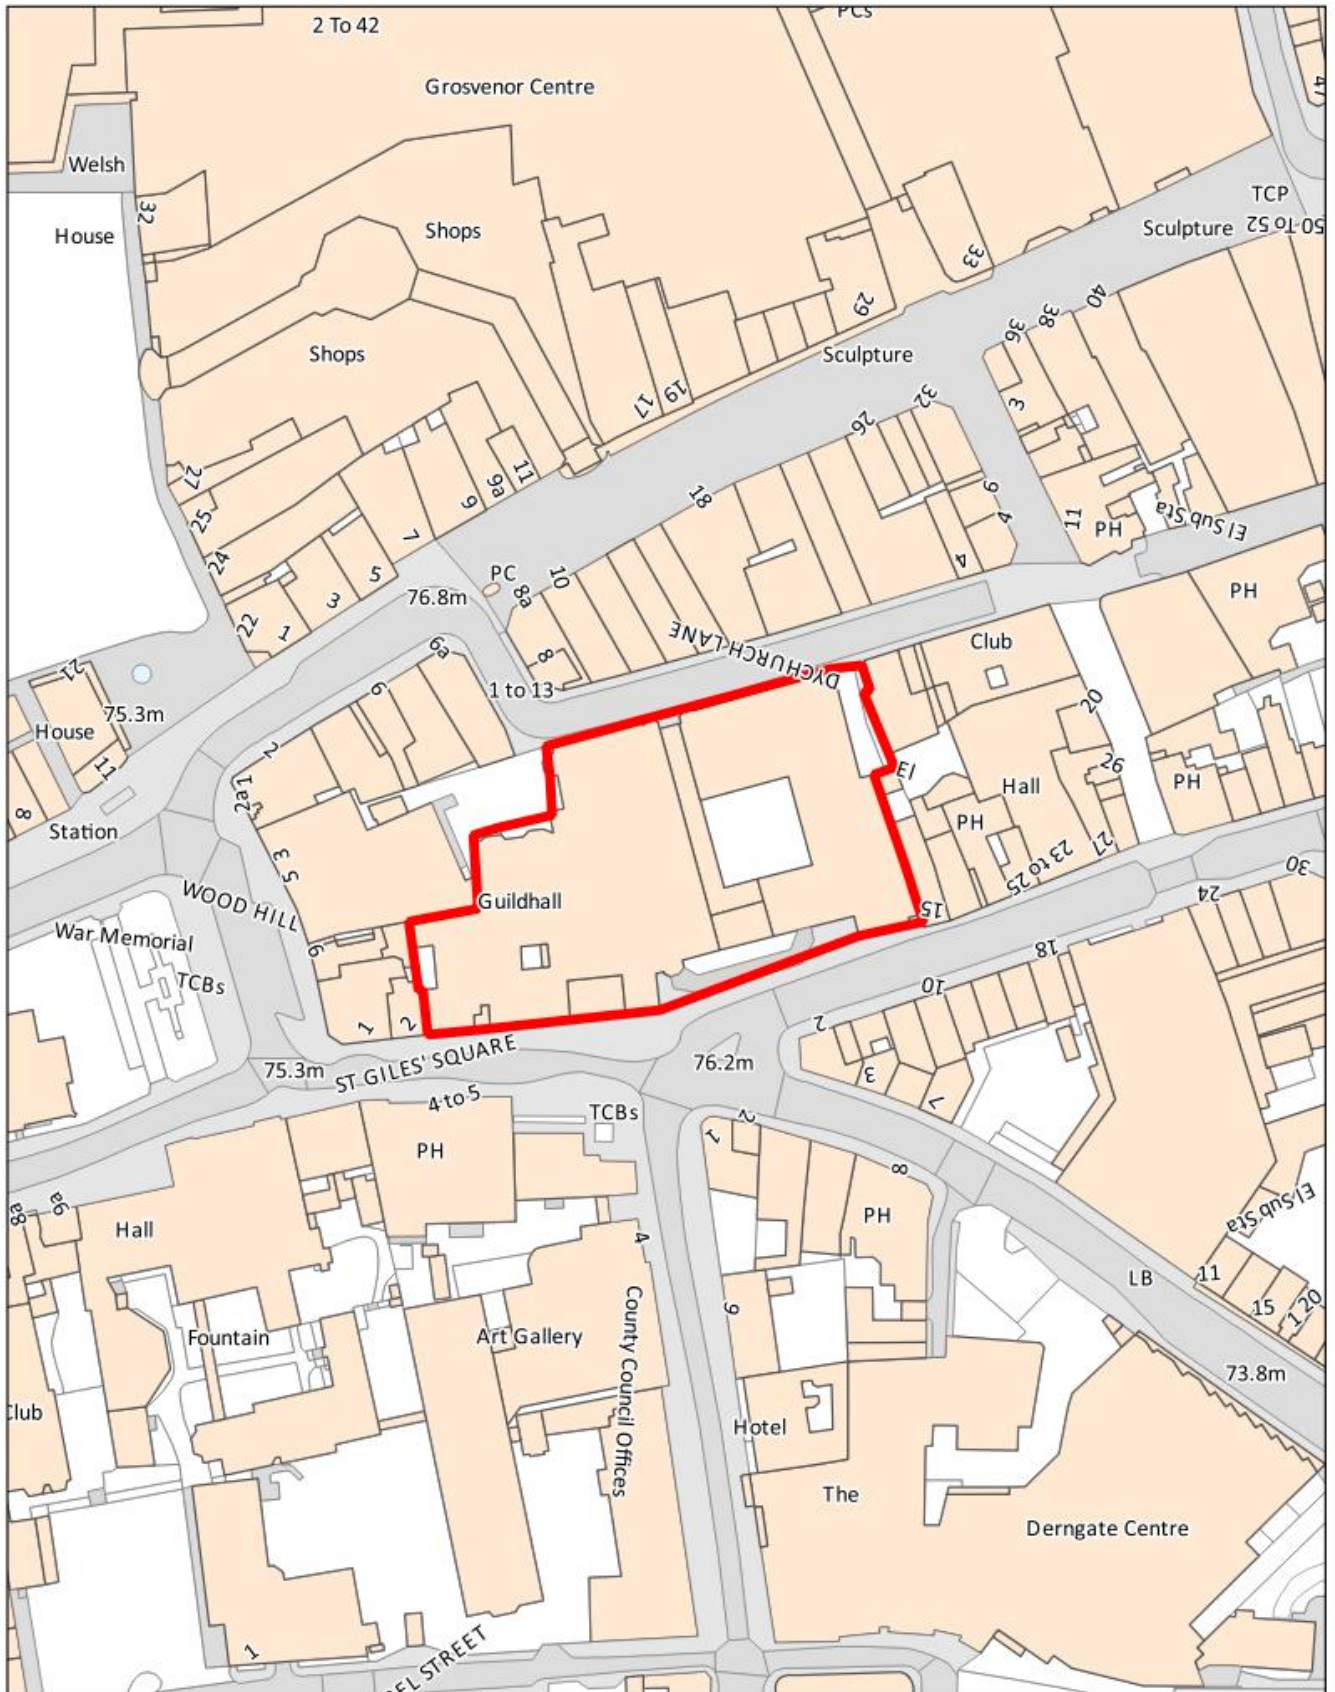 2 To 42
PCs
Grosvenor Centre
47
Welsh
House
32
Shops
TCP
Sculpture
50 To 52
33
29
40
38
36
Shops
Sculpture
17
19
32
26
3
27
25
24
22
11
9a
9
7
5
3
1
18
6
4
4
11
PH
El Sub Sta
PC
8a
10
76.8m
8
6a
6
2
2a1
1 to 13
DYCHURCH LANE
Club
PH
21
75.3m
House
11
8
Station
20
26
El
Hall
PH
PH
27
23 to 25
15
30
24
18
10
2
53
WOOD HILL
Guildhall
War Memorial
TCBs
6
1
2
75.3m
ST GILES' SQUARE
4 to 5
76.2m
3
7
TCBs
PH
1
2
8
PH
El Sub Sta
8a
9a
Hall
4
LB
11
15
1 20
Fountain
Art Gallery
County Council Offices
9
73.8m
Club
Hotel
The
Derngate Centre
1
EL STREET